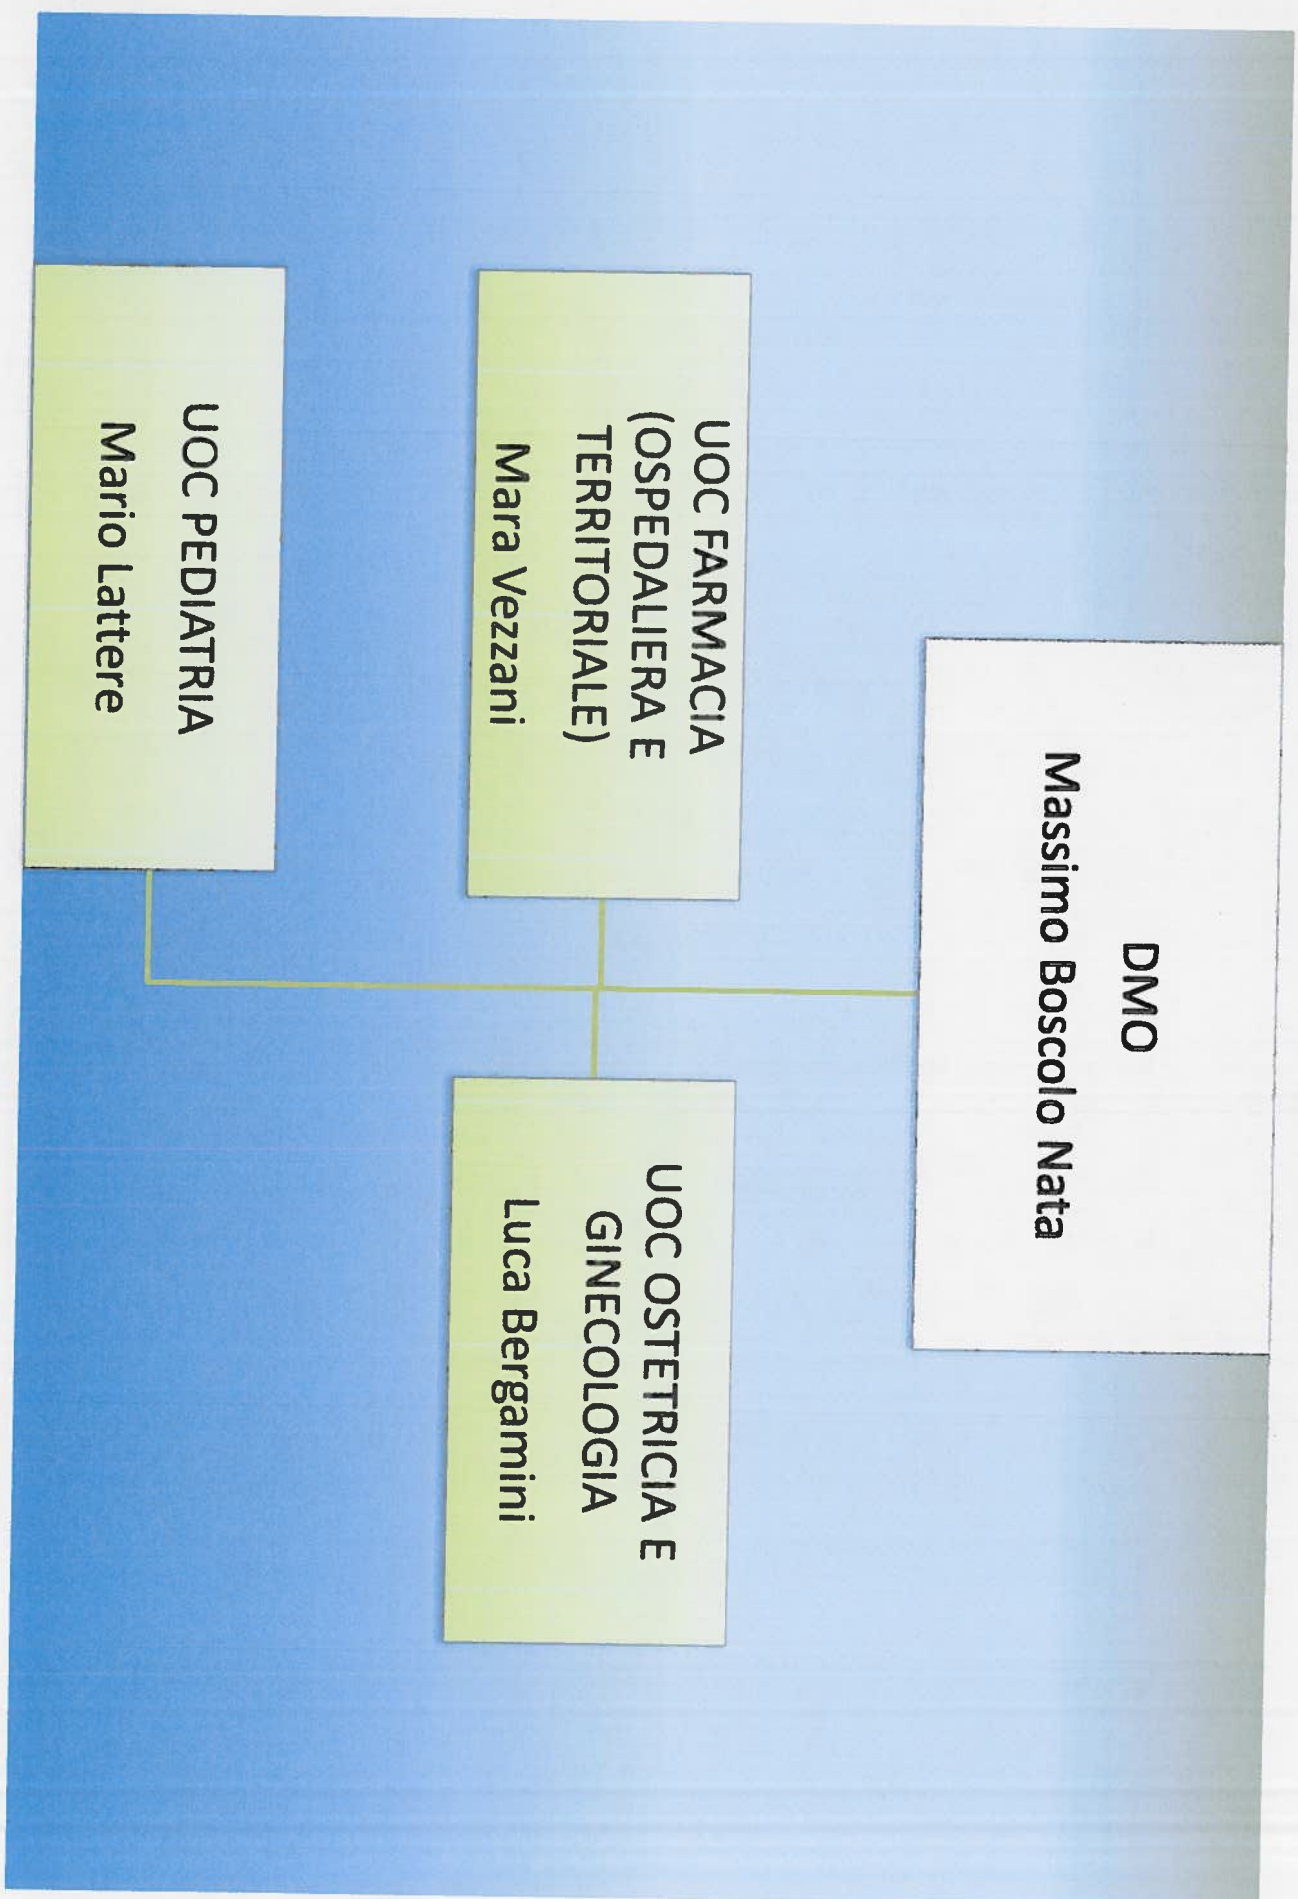 DMO
Massimo Boscolo Nata
UOC FARMACIA
(OSPEDALIERA E
TERRITORIALE)
Mara Vezzani
UOC OSTETRICIA E
GINECOLOGIA
Luca Bergamini
UOC PEDIATRIA
Mario Lattere